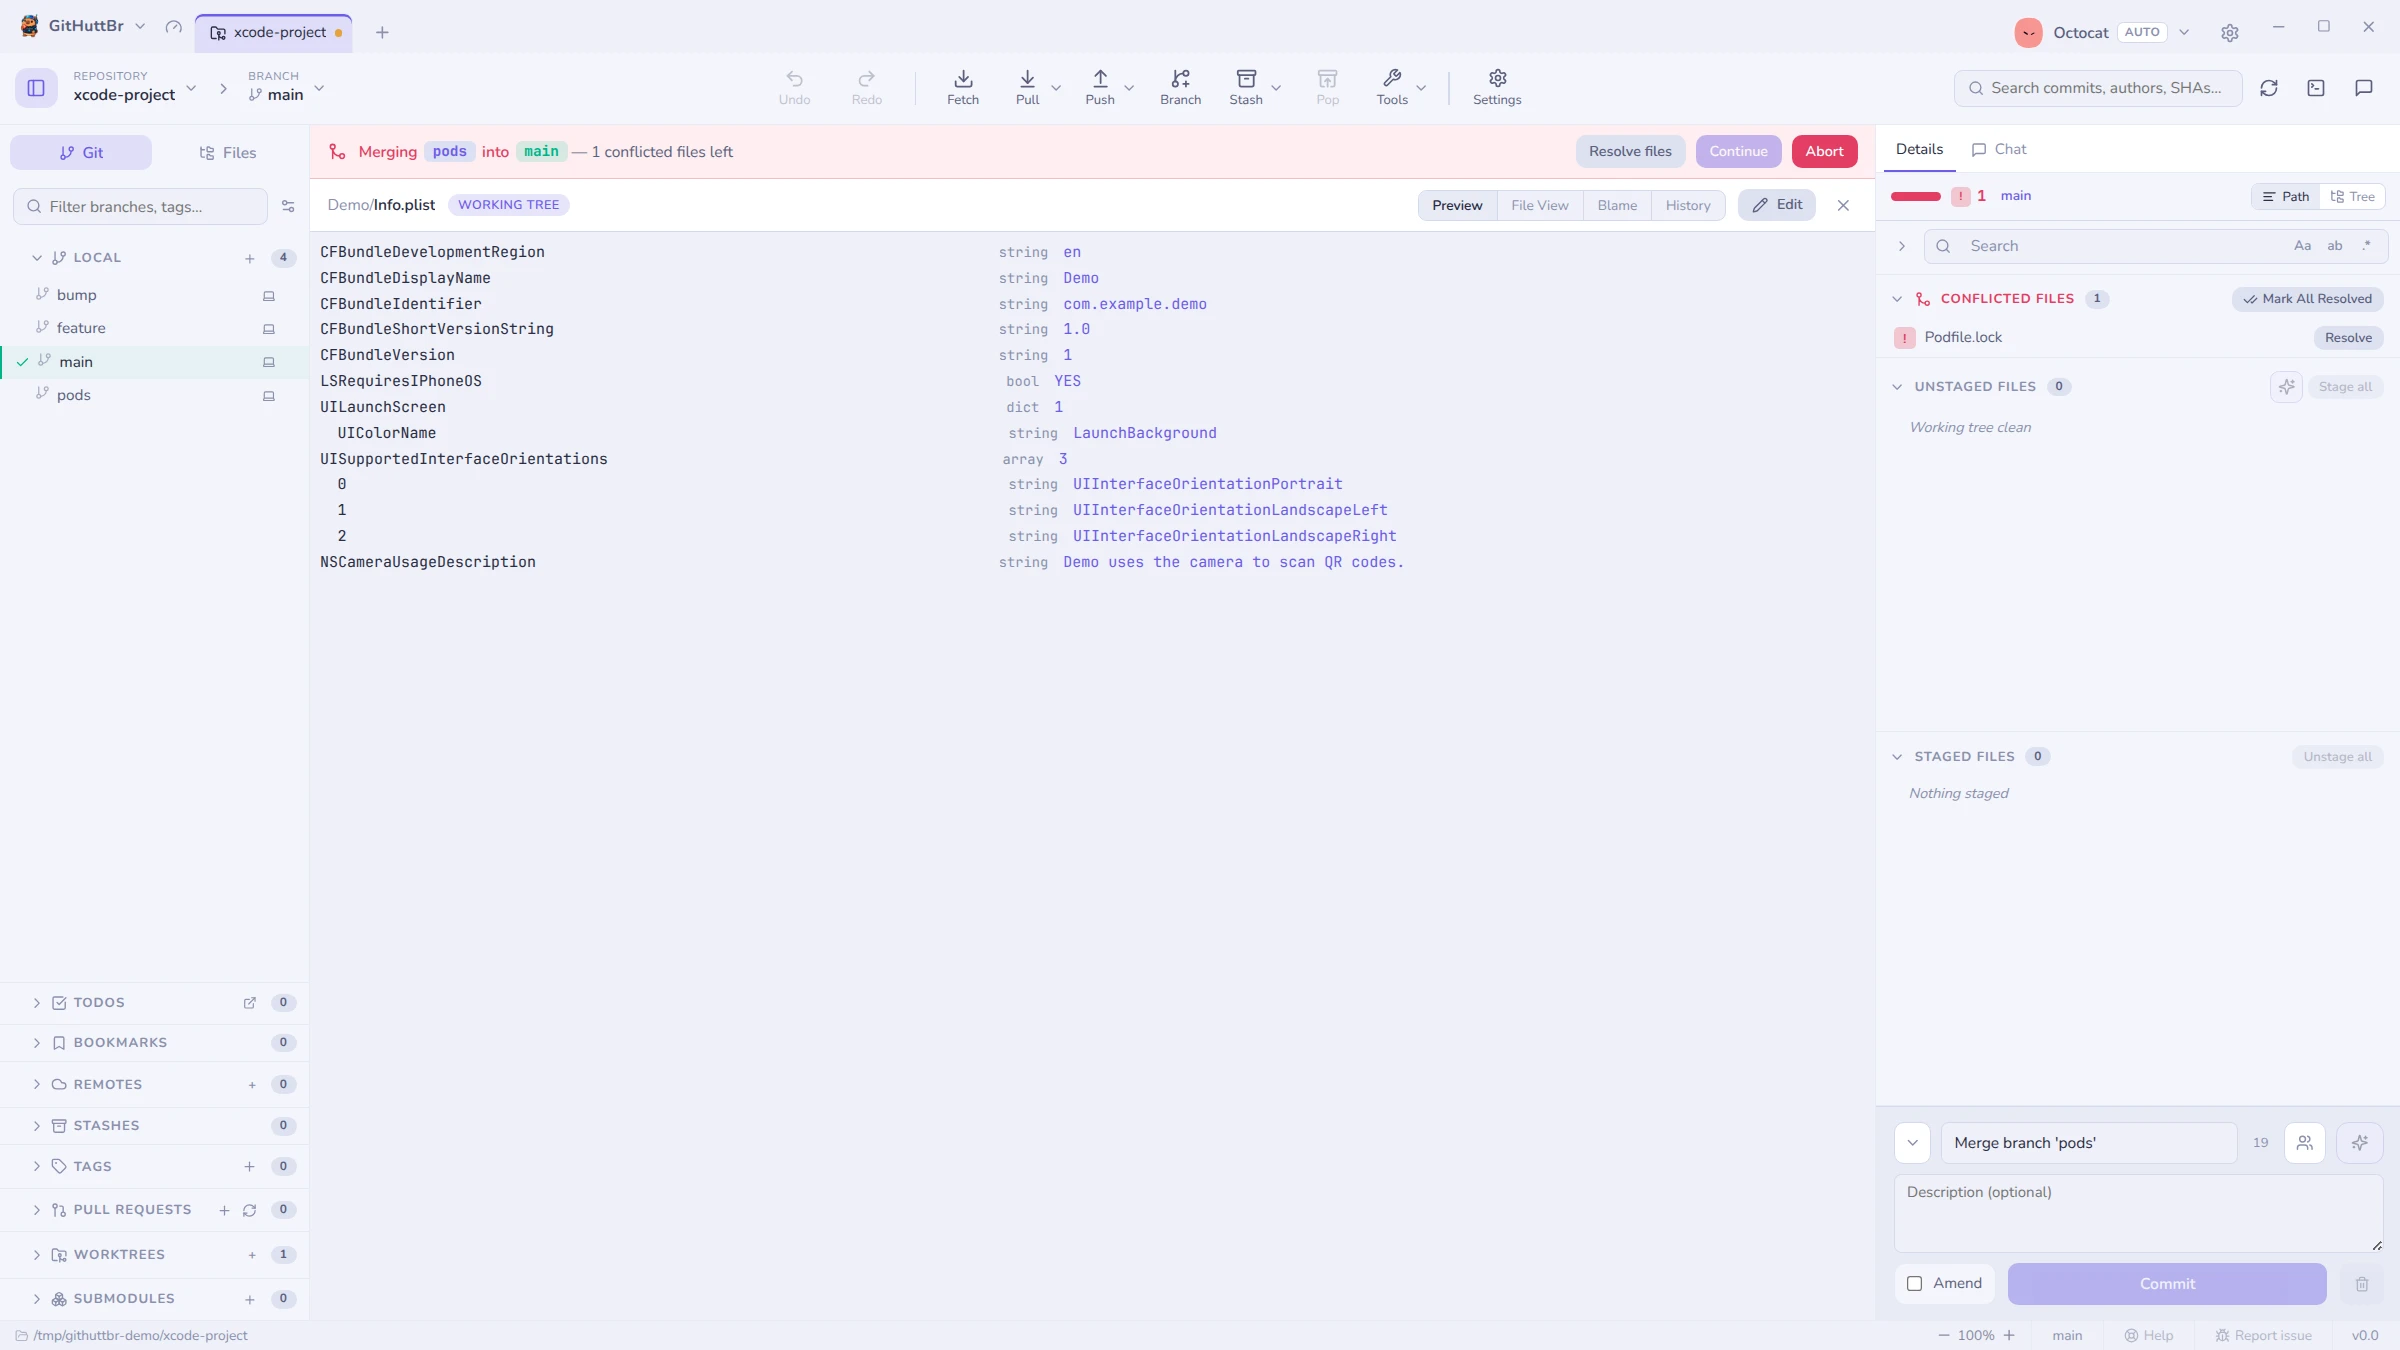 GitHuttBr
xcode-project
Octocat
AUTO
REPOSITORY
xcode-project
BRANCH
main
Undo
Redo
Fetch
Pull
Push
Branch
Stash
Pop
Tools
Settings
Search commits, authors, SHAs...
Git
Files
Filter branches, tags...
LOCAL
4
bump
feature
main
pods
TODOS
0
BOOKMARKS
0
REMOTES
0
STASHES
0
TAGS
0
PULL REQUESTS
0
WORKTREES
1
SUBMODULES
0
Merging pods into main — 1 conflicted files left
Resolve files
Continue
Abort
Demo/Info.plist
WORKING TREE
Preview
File View
Blame
History
Edit
CFBundleDevelopmentRegion string en
CFBundleDisplayName string Demo
CFBundleIdentifier string com.example.demo
CFBundleShortVersionString string 1.0
CFBundleVersion string 1
LSRequiresIPhoneOS bool YES
UILaunchScreen dict 1
UIColorName string LaunchBackground
UISupportedInterfaceOrientations array 3
0 string UIInterfaceOrientationPortrait
1 string UIInterfaceOrientationLandscapeLeft
2 string UIInterfaceOrientationLandscapeRight
NSCameraUsageDescription string Demo uses the camera to scan QR codes.
Details
Chat
! 1 main
Path
Tree
Search
Aa
ab
.*
CONFLICTED FILES
1
Mark All Resolved
! Podfile.lock
Resolve
UNSTAGED FILES
0
Stage all
Working tree clean
STAGED FILES
0
Unstage all
Nothing staged
Merge branch 'pods'
19
Description (optional)
Amend
Commit
/tmp/githuttbr-demo/xcode-project
100%
main
Help
Report issue
v0.0